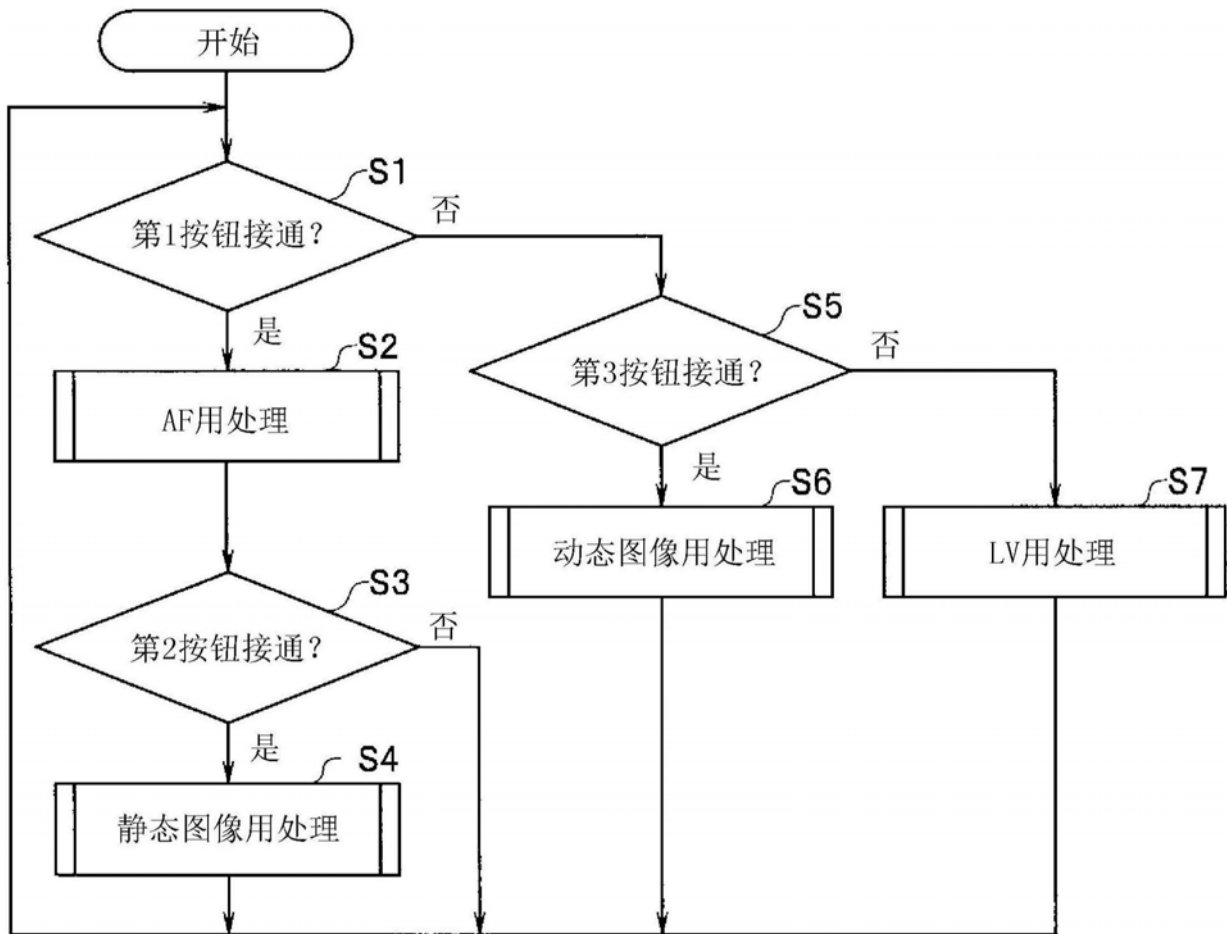 开始
S1
第1按钮接通？
否
是
S2
AF用处理
S5
第3按钮接通？
否
是
S6
动态图像用处理
S7
LV用处理
S3
第2按钮接通？
否
是
S4
静态图像用处理